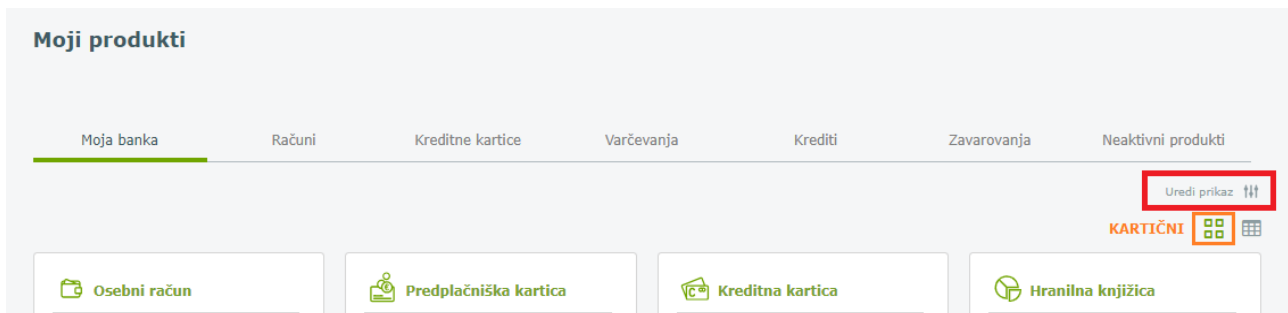 Moji produkti
Moja banka Računi Kreditne kartice Varčevanja Krediti Zavarovanja Neaktivni produkti
Uredi prikaz
KARTIČNI
Osebni račun Predplačniška kartica Kreditna kartica Hranilna knjižica